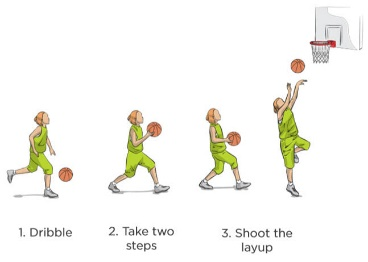 1. Dribble
2. Take two
steps
3. Shoot the
layup